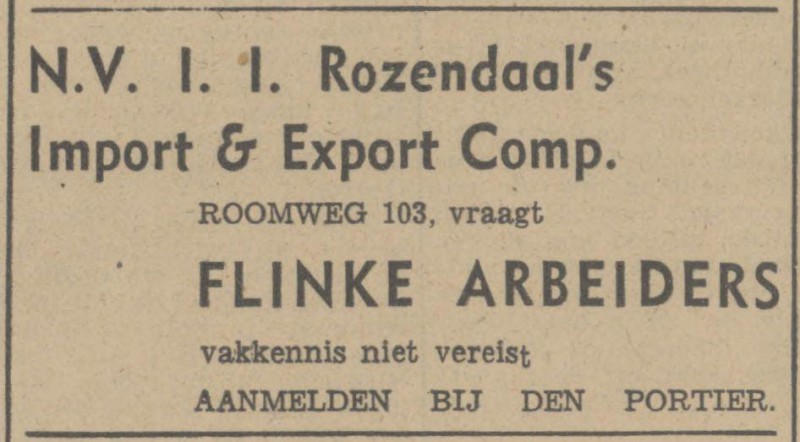 N.V. I. I. Rozendaal's
Import & Export Comp.
ROOMWEG 103, vraagt
FLINKE ARBEIDERS
vakkennis niet vereist
AANMELDEN BIJ DEN PORTIER.